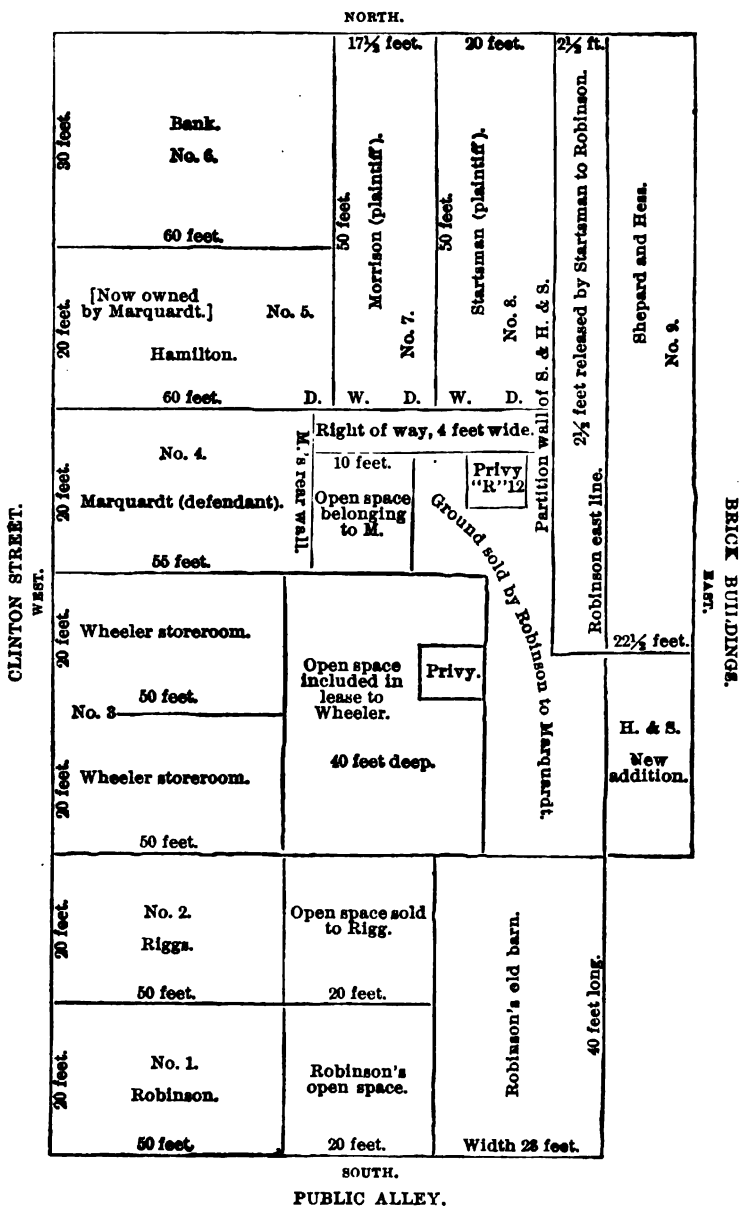 NORTH.
17½ feet.
20 feet.
2½ ft.
30 feet.
Bank.
No. 6.
60 feet.
50 feet.
Morrison (plaintiff).
No. 7.
50 feet.
Startsman (plaintiff).
No. 8.
Partition wall of S. & H. & S.
2½ feet released by Startsman to Robinson.
Robinson east line.
Shepard and Hess.
No. 9.
22½ feet.
20 feet.
[Now owned
by Marquardt.]
No. 5.
Hamilton.
60 feet.
D.
W.
D.
W.
D.
Right of way, 4 feet wide.
20 feet.
No. 4.
Marquardt (defendant).
55 feet.
M.'s rear wall.
10 feet.
Open space
belonging
to M.
Privy
"R" 12
Ground sold by Robinson to Marquardt.
CLINTON STREET.
WEST.
EAST.
BRICK BUILDINGS.
20 feet.
Wheeler storeroom.
50 feet.
No. 3
20 feet.
Wheeler storeroom.
50 feet.
Open space
included in
lease to
Wheeler.
40 feet deep.
Privy.
H. & S.
New
addition.
20 feet.
No. 2.
Riggs.
50 feet.
Open space sold
to Rigg.
20 feet.
Robinson's old barn.
40 feet long.
20 feet.
No. 1.
Robinson.
50 feet.
Robinson's
open space.
20 feet.
Width 28 feet.
SOUTH.
PUBLIC ALLEY.